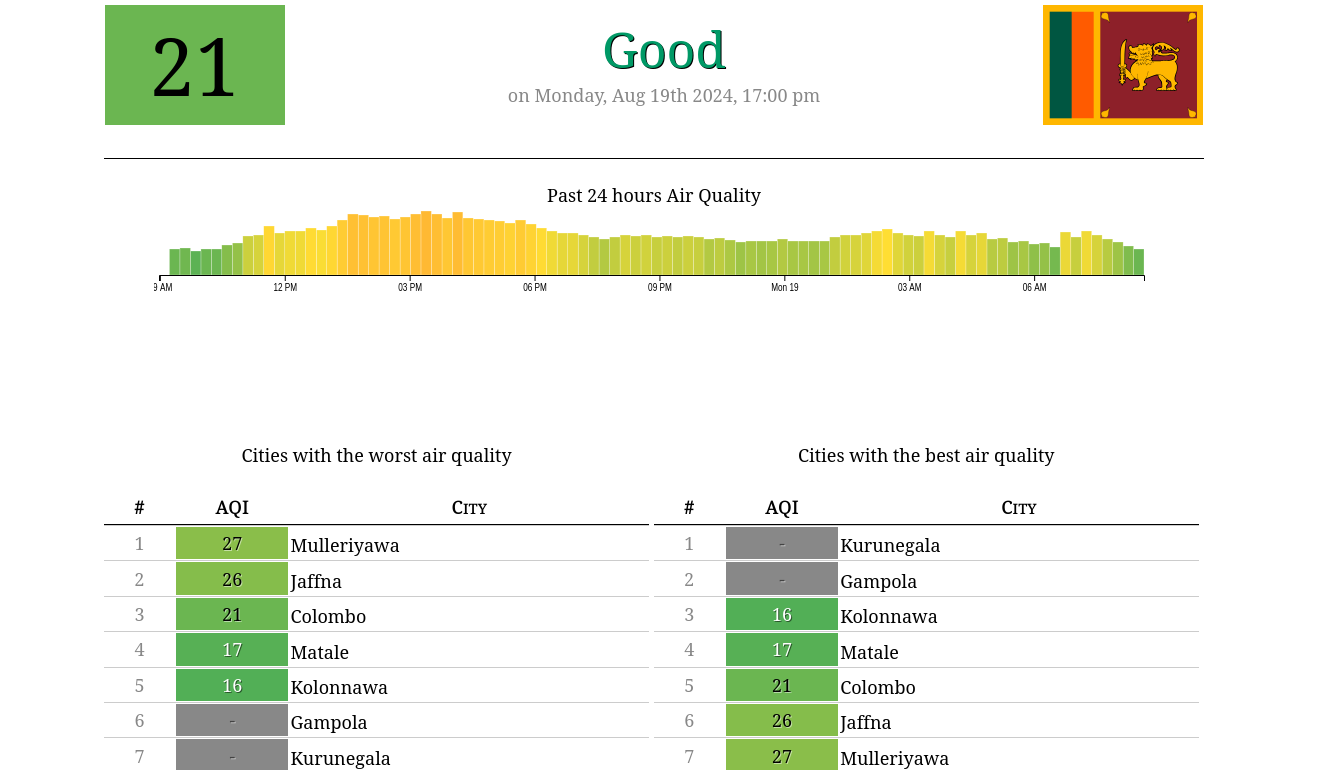 21
Good
on Monday, Aug 19th 2024, 17:00 pm
Past 24 hours Air Quality
9 AM 12 PM 03 PM 06 PM 09 PM Mon 19 03 AM 06 AM
Cities with the worst air quality
# AQI City
1 27 Mulleriyawa
2 26 Jaffna
3 21 Colombo
4 17 Matale
5 16 Kolonnawa
6 - Gampola
7 - Kurunegala
Cities with the best air quality
# AQI City
1 - Kurunegala
2 - Gampola
3 16 Kolonnawa
4 17 Matale
5 21 Colombo
6 26 Jaffna
7 27 Mulleriyawa